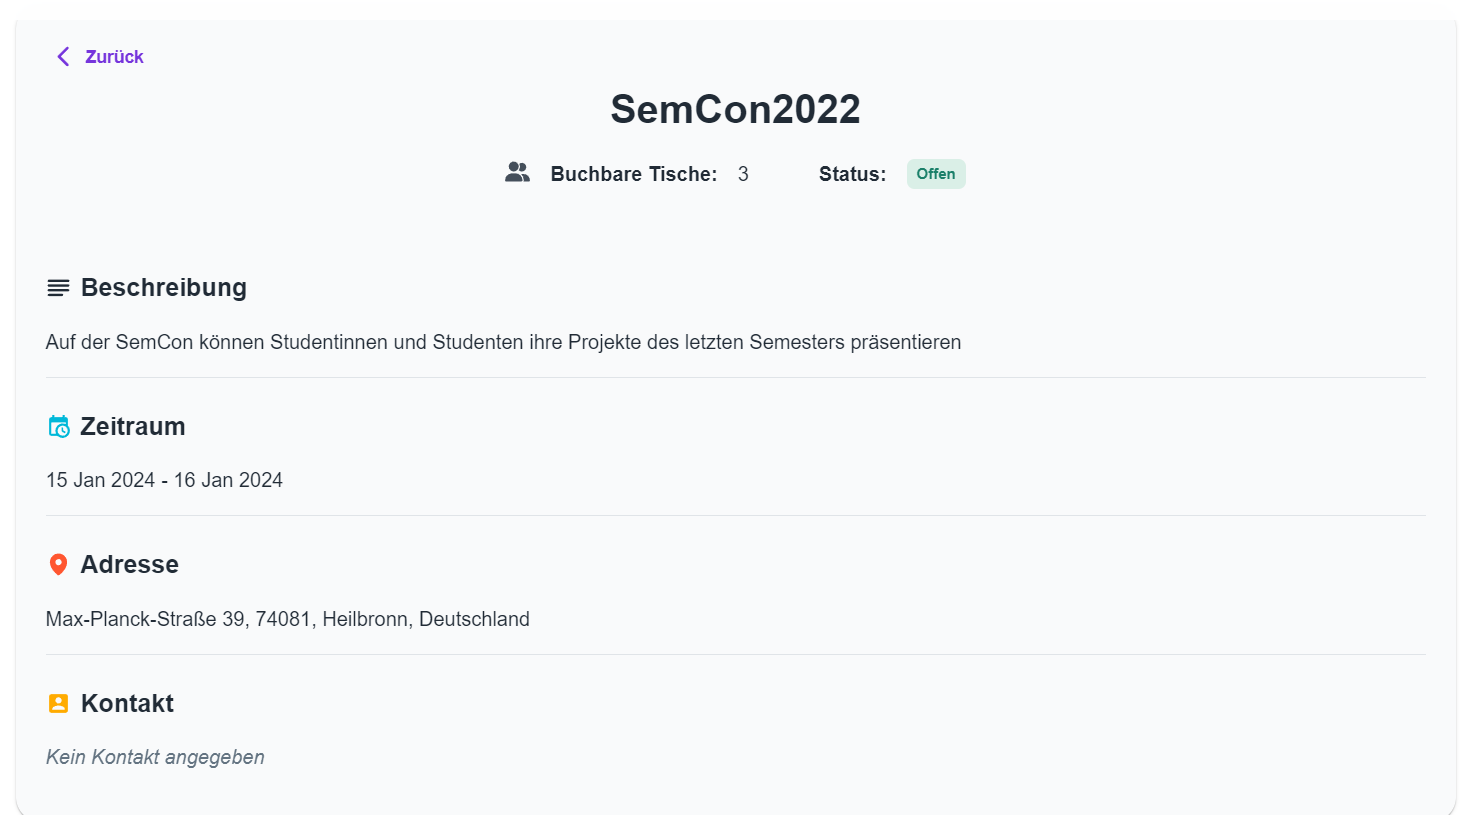 Zurück
SemCon2022
Buchbare Tische: 3 Status: Offen
Beschreibung
Auf der SemCon können Studentinnen und Studenten ihre Projekte des letzten Semesters präsentieren
Zeitraum
15 Jan 2024 - 16 Jan 2024
Adresse
Max-Planck-Straße 39, 74081, Heilbronn, Deutschland
Kontakt
Kein Kontakt angegeben